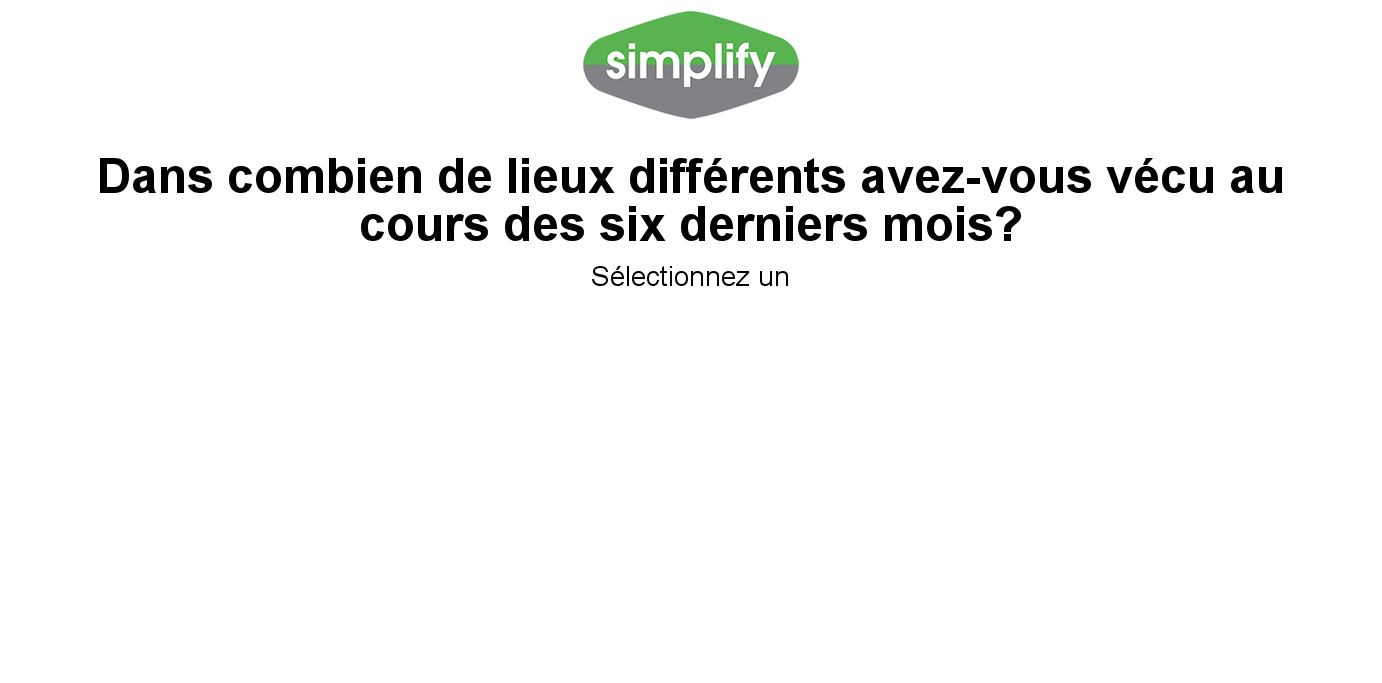 simplify
Dans combien de lieux différents avez-vous vécu au
cours des six derniers mois?
Sélectionnez un